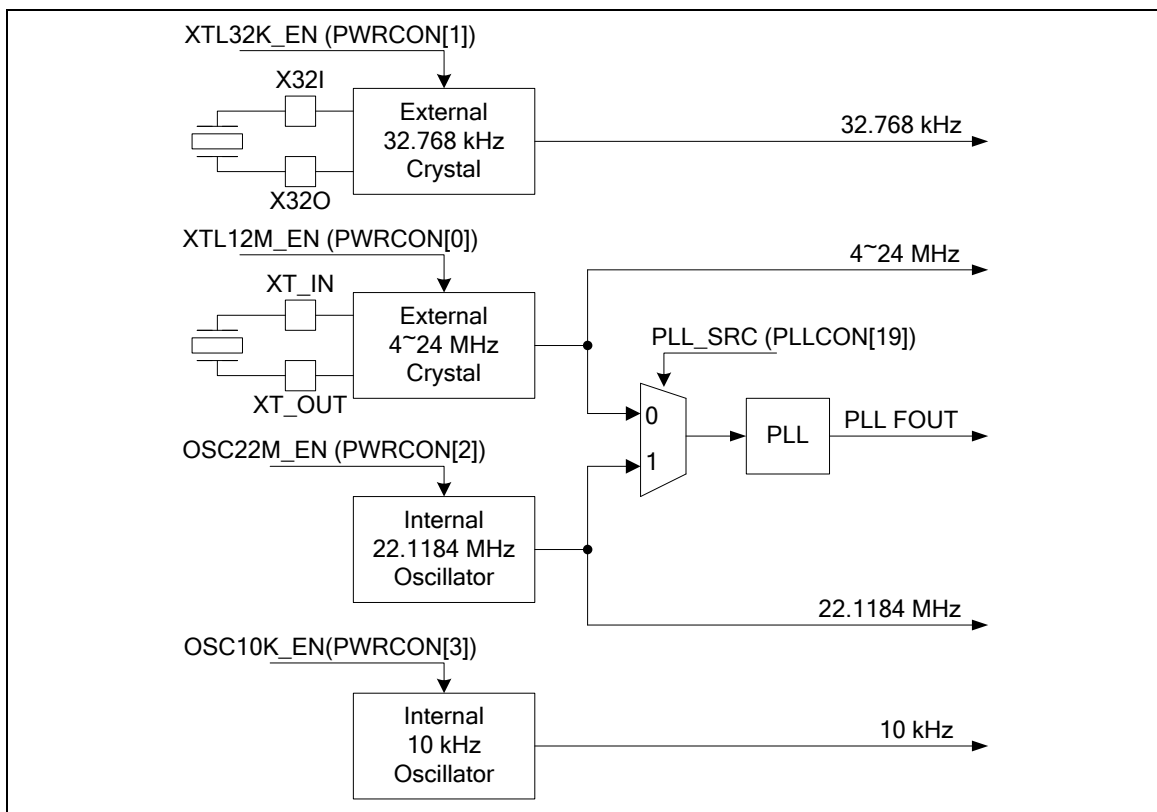 XTL32K_EN (PWRCON[1])
X32I
External
32.768 kHz
Crystal
32.768 kHz
X32O
XTL12M_EN (PWRCON[0])
4~24 MHz
XT_IN
External
4~24 MHz
Crystal
PLL_SRC (PLLCON[19])
XT_OUT
0
PLL
PLL FOUT
1
OSC22M_EN (PWRCON[2])
Internal
22.1184 MHz
Oscillator
22.1184 MHz
OSC10K_EN(PWRCON[3])
Internal
10 kHz
Oscillator
10 kHz